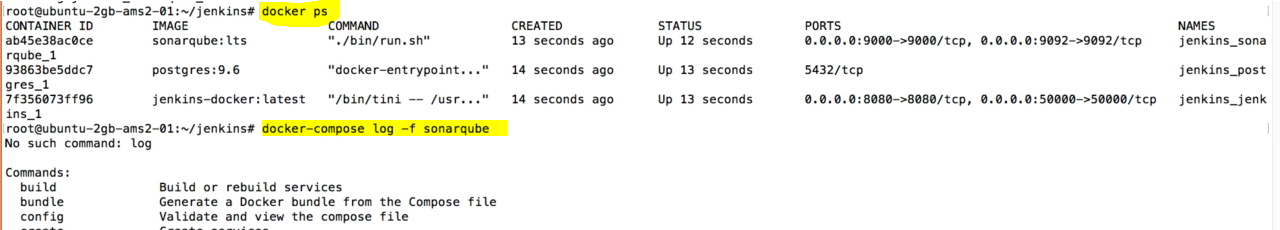 [root@ubuntu-2gb-ams2-01:~/jenkins# docker ps ]
CONTAINER ID IMAGE COMMAND CREATED STATUS PORTS NAMES
ab45e38ac0ce sonarqube:lts "./bin/run.sh" 13 seconds ago Up 12 seconds 0.0.0.0:9000->9000/tcp, 0.0.0.0:9092->9092/tcp jenkins_sona
rqube_1
93863be5ddc7 postgres:9.6 "docker-entrypoint..." 14 seconds ago Up 13 seconds 5432/tcp jenkins_post
gres_1
7f356073ff96 jenkins-docker:latest "/bin/tini -- /usr..." 14 seconds ago Up 13 seconds 0.0.0.0:8080->8080/tcp, 0.0.0.0:50000->50000/tcp jenkins_jenk
ins_1
[root@ubuntu-2gb-ams2-01:~/jenkins# docker-compose log -f sonarqube ]
No such command: log

Commands:
build Build or rebuild services
bundle Generate a Docker bundle from the Compose file
config Validate and view the compose file
create Create services